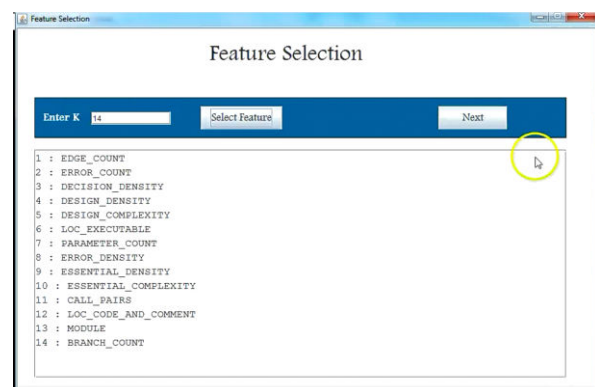 Feature Selection
Feature Selection
Enter K 14 Select Feature Next
1 : EDGE_COUNT
2 : ERROR_COUNT
3 : DECISION_DENSITY
4 : DESIGN_DENSITY
5 : DESIGN_COMPLEXITY
6 : LOC_EXECUTABLE
7 : PARAMETER_COUNT
8 : ERROR_DENSITY
9 : ESSENTIAL_DENSITY
10 : ESSENTIAL_COMPLEXITY
11 : CALL_PAIRS
12 : LOC_CODE_AND_COMMENT
13 : MODULE
14 : BRANCH_COUNT